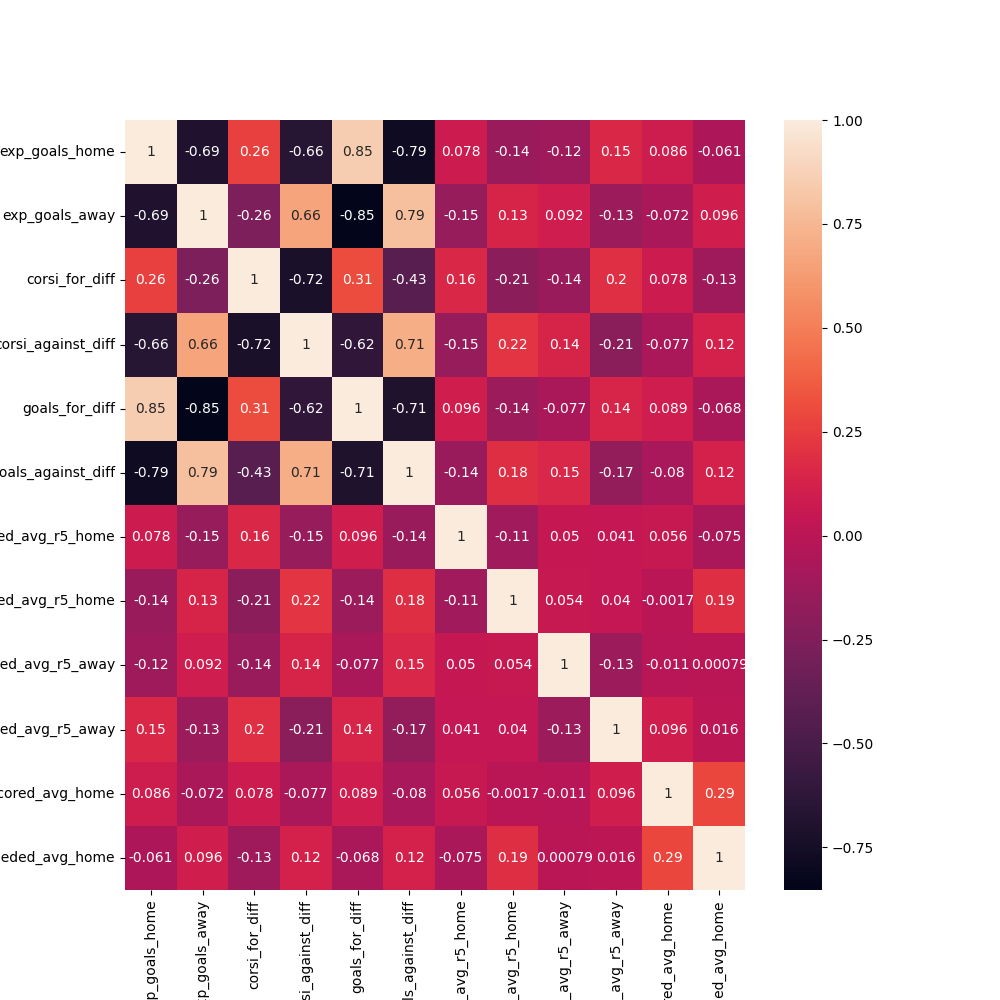 exp_goals_home 1 -0.69 0.26 -0.66 0.85 -0.79 0.078 -0.14 -0.12 0.15 0.086 -0.061
exp_goals_away -0.69 1 -0.26 0.66 -0.85 0.79 -0.15 0.13 0.092 -0.13 -0.072 0.096
corsi_for_diff 0.26 -0.26 1 -0.72 0.31 -0.43 0.16 -0.21 -0.14 0.2 0.078 -0.13
corsi_against_diff -0.66 0.66 -0.72 1 -0.62 0.71 -0.15 0.22 0.14 -0.21 -0.077 0.12
goals_for_diff 0.85 -0.85 0.31 -0.62 1 -0.71 0.096 -0.14 -0.077 0.14 0.089 -0.068
oals_against_diff -0.79 0.79 -0.43 0.71 -0.71 1 -0.14 0.18 0.15 -0.17 -0.08 0.12
ed_avg_r5_home 0.078 -0.15 0.16 -0.15 0.096 -0.14 1 -0.11 0.05 0.041 0.056 -0.075
ed_avg_r5_home -0.14 0.13 -0.21 0.22 -0.14 0.18 -0.11 1 0.054 0.04 -0.0017 0.19
ed_avg_r5_away -0.12 0.092 -0.14 0.14 -0.077 0.15 0.05 0.054 1 -0.13 -0.011 0.00079
ed_avg_r5_away 0.15 -0.13 0.2 -0.21 0.14 -0.17 0.041 0.04 -0.13 1 0.096 0.016
cored_avg_home 0.086 -0.072 0.078 -0.077 0.089 -0.08 0.056 -0.0017 -0.011 0.096 1 0.29
eded_avg_home -0.061 0.096 -0.13 0.12 -0.068 0.12 -0.075 0.19 0.00079 0.016 0.29 1
p_goals_home
p_goals_away
corsi_for_diff
si_against_diff
goals_for_diff
ls_against_diff
_avg_r5_home
_avg_r5_home
_avg_r5_away
_avg_r5_away
red_avg_home
ed_avg_home
1.00
0.75
0.50
0.25
0.00
−0.25
−0.50
−0.75